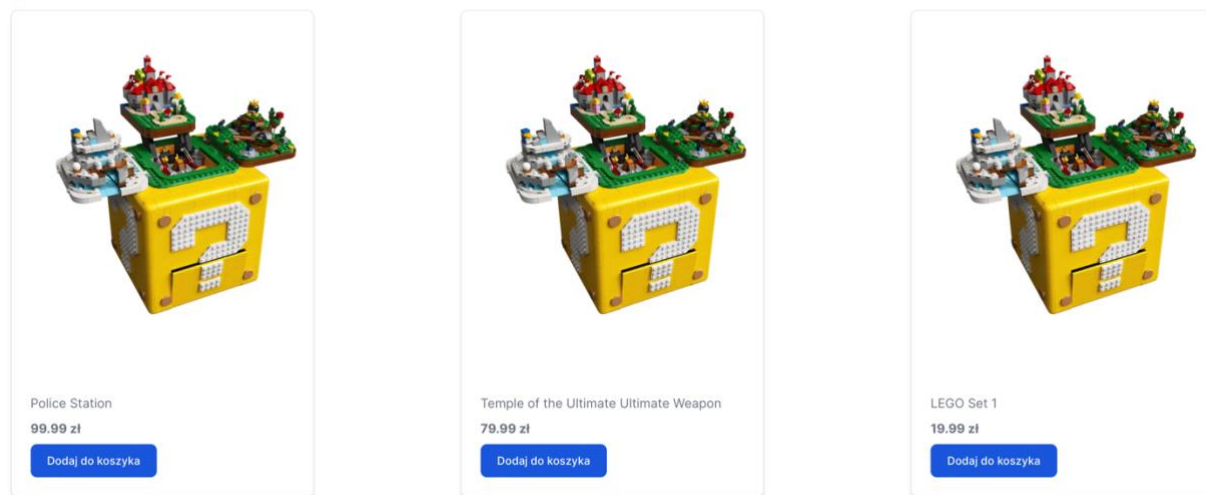 Police Station
99.99 zł
Dodaj do koszyka
Temple of the Ultimate Ultimate Weapon
79.99 zł
Dodaj do koszyka
LEGO Set 1
19.99 zł
Dodaj do koszyka